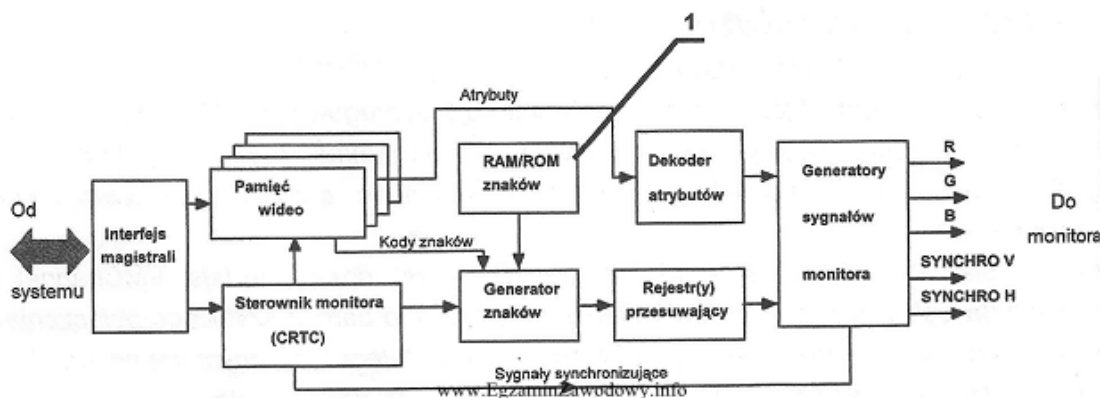 1
Atrybuty
RAM/ROM
znaków
Dekoder
atrybutów
Generatory
sygnałów
monitora
R
G
B
SYNCHRO V
SYNCHRO H
Do
monitora
Pamięć
wideo
Od
systemu
Interfejs
magistrali
Kody znaków
Sterownik monitora
(CRTC)
Generator
znaków
Rejestr(y)
przesuwający
Sygnały synchronizujące
www.EgzaminZawodowy.info